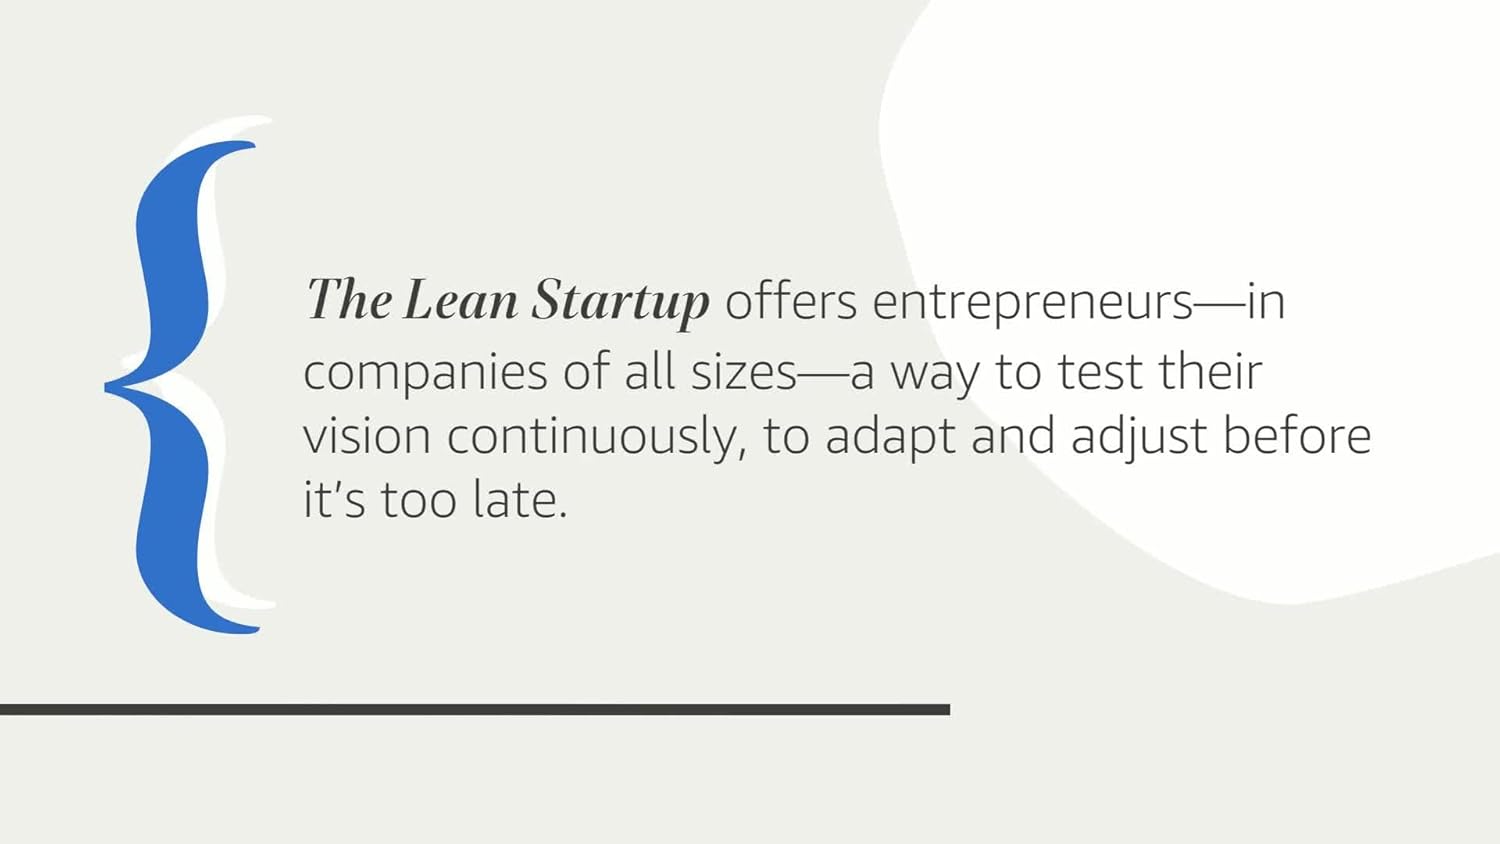 The Lean Startup offers entrepreneurs—in
companies of all sizes—a way to test their
vision continuously, to adapt and adjust before
it’s too late.